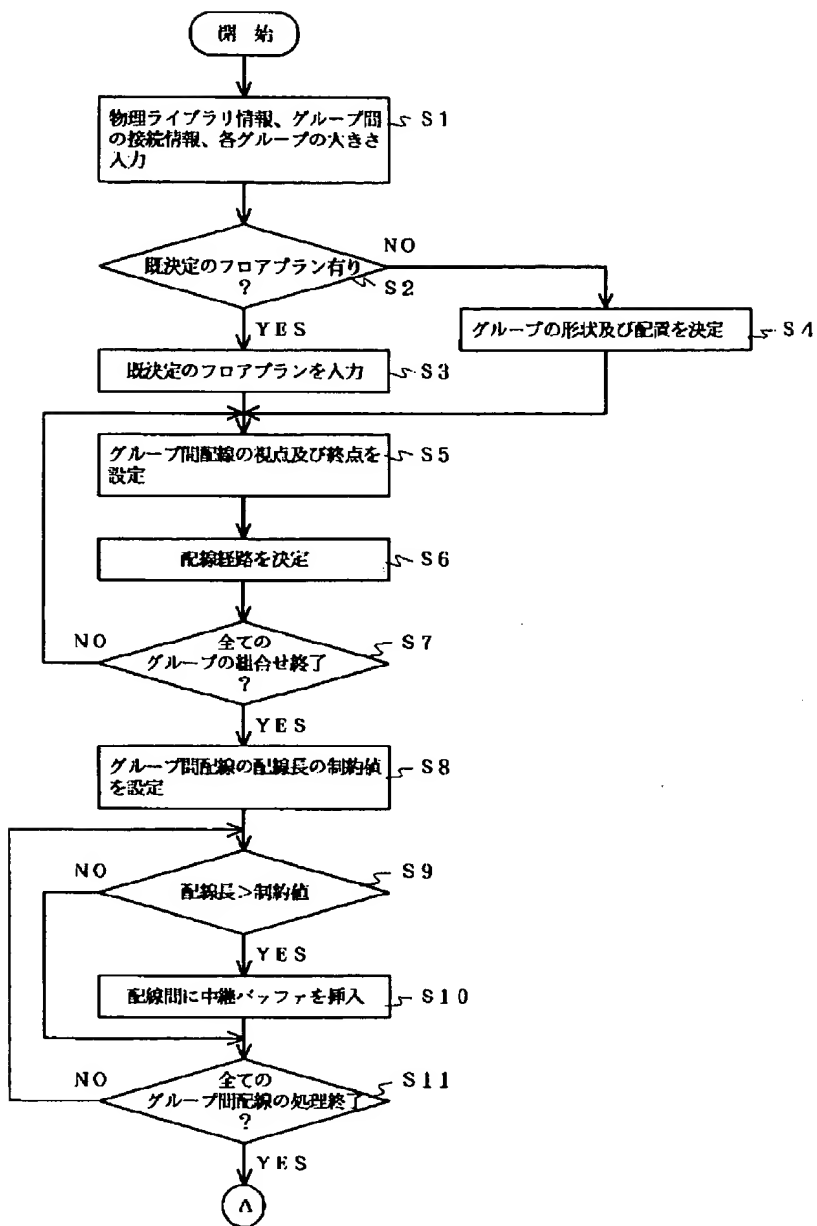 開 始
物理ライブラリ情報、グループ間
の接続情報、各グループの大きさ
入力
S1
既決定のフロアプラン有り
?
S2
NO
YES
グループの形状及び配置を決定
S4
既決定のフロアプランを入力
S3
グループ間配線の視点及び終点を
設定
S5
配線経路を決定
S6
全ての
グループの組合せ終了
?
S7
NO
YES
グループ間配線の配線長の制約値
を設定
S8
配線長>制約値
S9
NO
YES
配線間に中継バッファを挿入
S10
全ての
グループ間配線の処理終了
?
S11
NO
YES
A